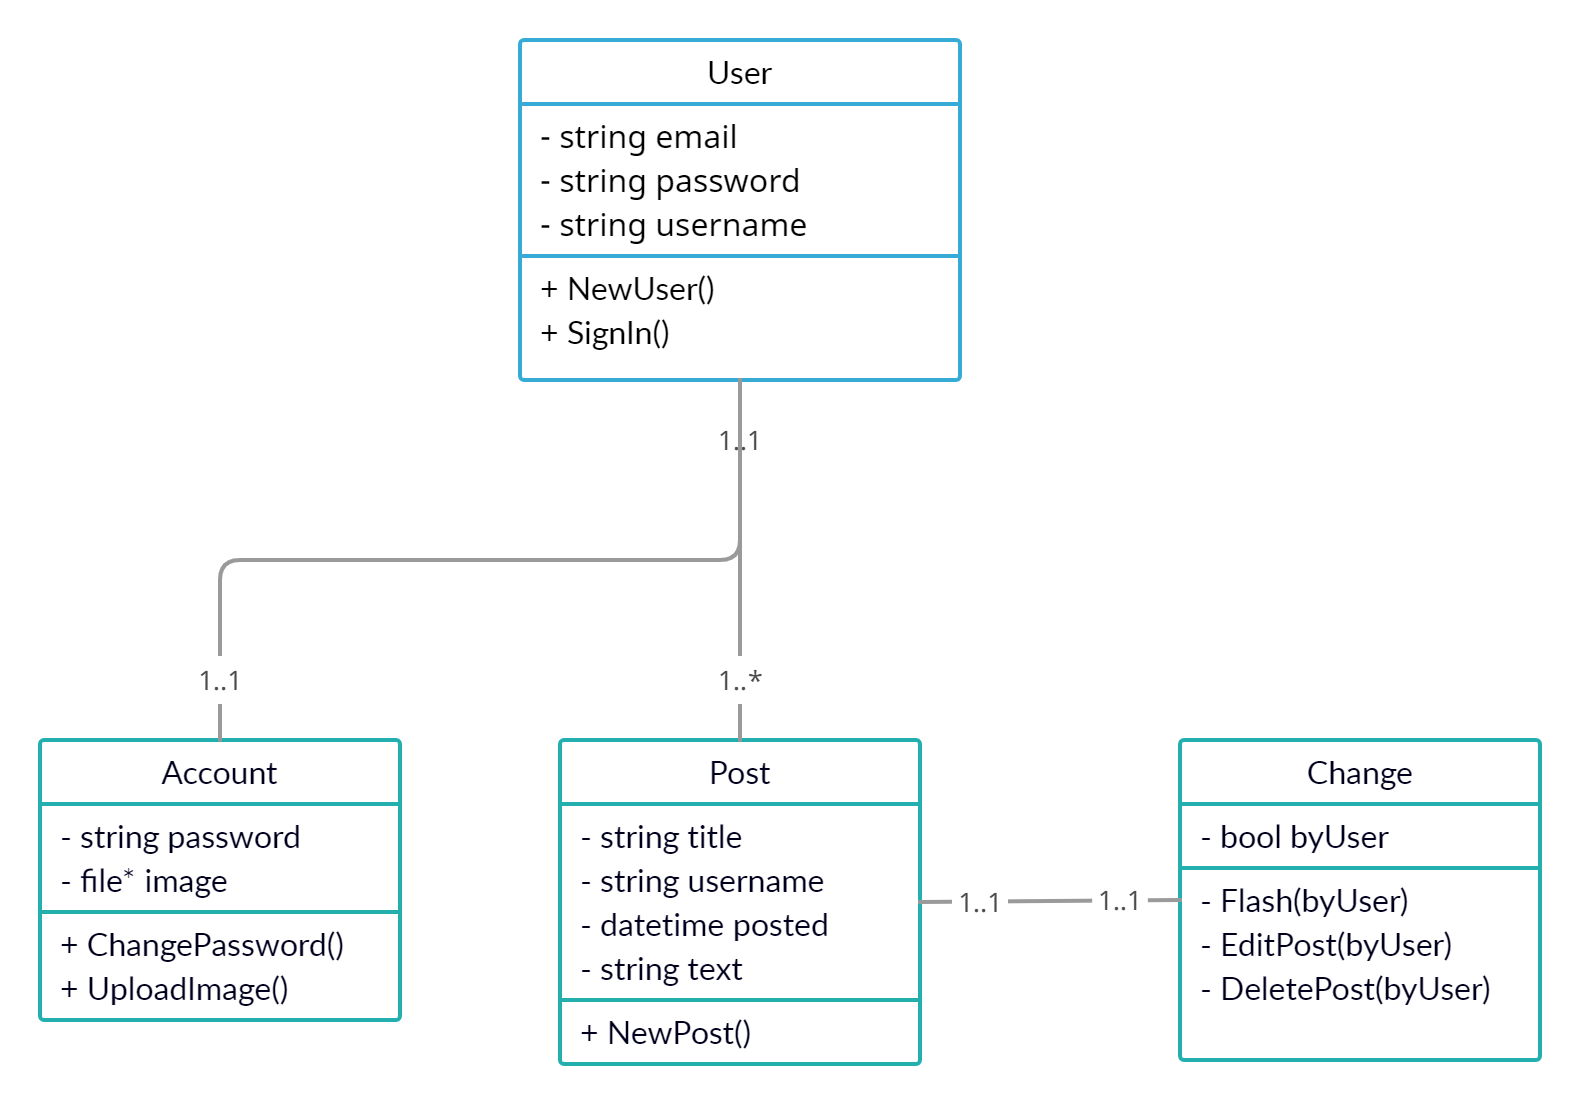 User
- string email
- string password
- string username
+ NewUser()
+ SignIn()
1..1
1..1
1..*
Account
- string password
- file* image
+ ChangePassword()
+ UploadImage()
Post
- string title
- string username
- datetime posted
- string text
+ NewPost()
1..1
1..1
Change
- bool byUser
- Flash(byUser)
- EditPost(byUser)
- DeletePost(byUser)